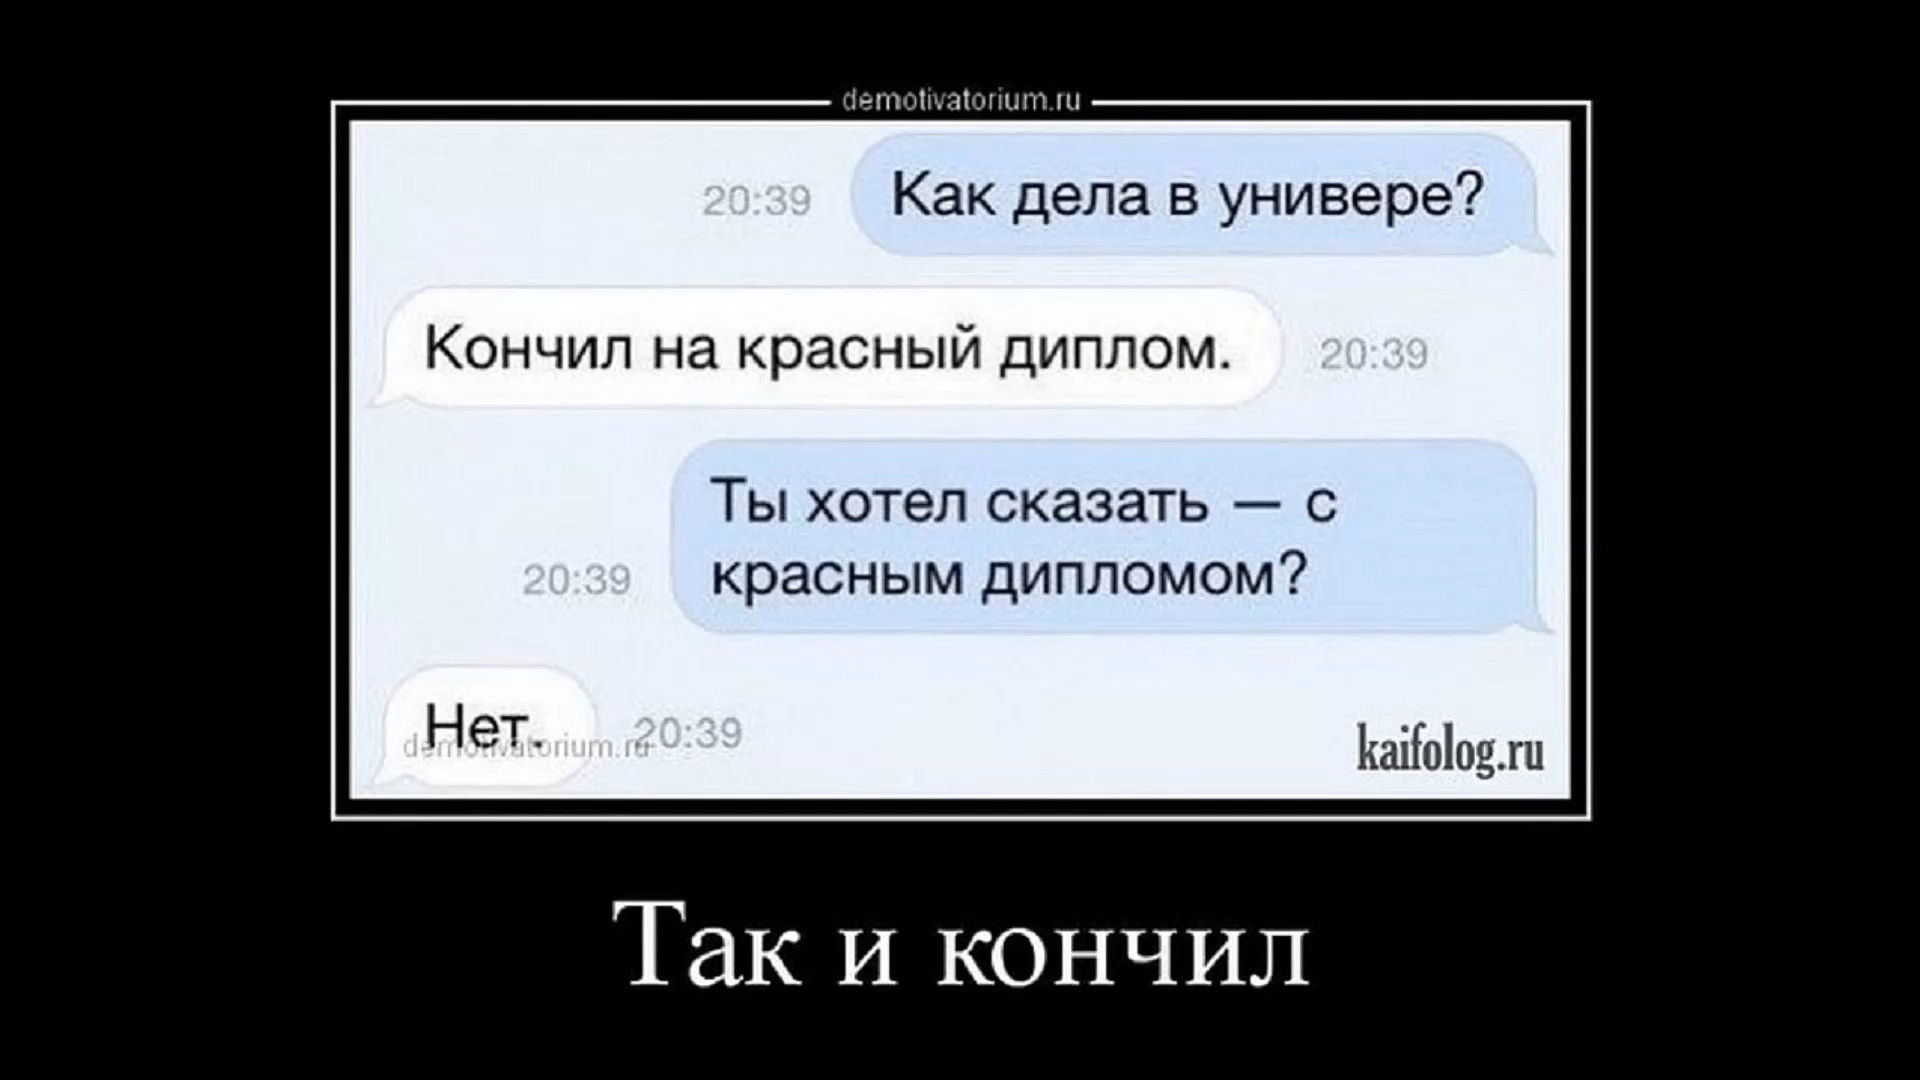 demotivatorium.ru
20:39 Как дела в универе?
Кончил на красный диплом. 20:39
Ты хотел сказать — с
20:39 красным дипломом?
Нет. 20:39
demotivatorium.ru
kaifolog.ru
Так и кончил